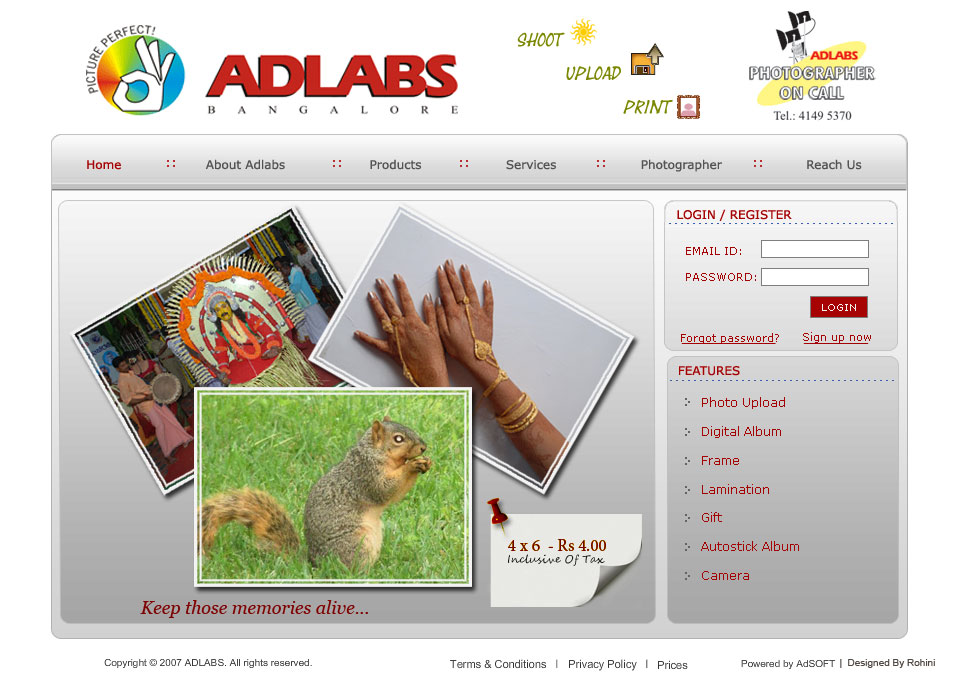 PICTURE PERFECT!
ADLABS
BANGALORE
SHOOT
UPLOAD
PRINT
ADLABS
PHOTOGRAPHER
ON CALL
Tel.: 4149 5370
Home :: About Adlabs :: Products :: Services :: Photographer :: Reach Us
LOGIN / REGISTER
EMAIL ID:
PASSWORD:
LOGIN
Forgot password? Sign up now
FEATURES
Photo Upload
Digital Album
Frame
Lamination
Gift
Autostick Album
Camera
4 x 6 - Rs 4.00
Inclusive Of Tax
Keep those memories alive...
Copyright © 2007 ADLABS. All rights reserved. Terms & Conditions | Privacy Policy | Prices Powered by AdSOFT | Designed By Rohini